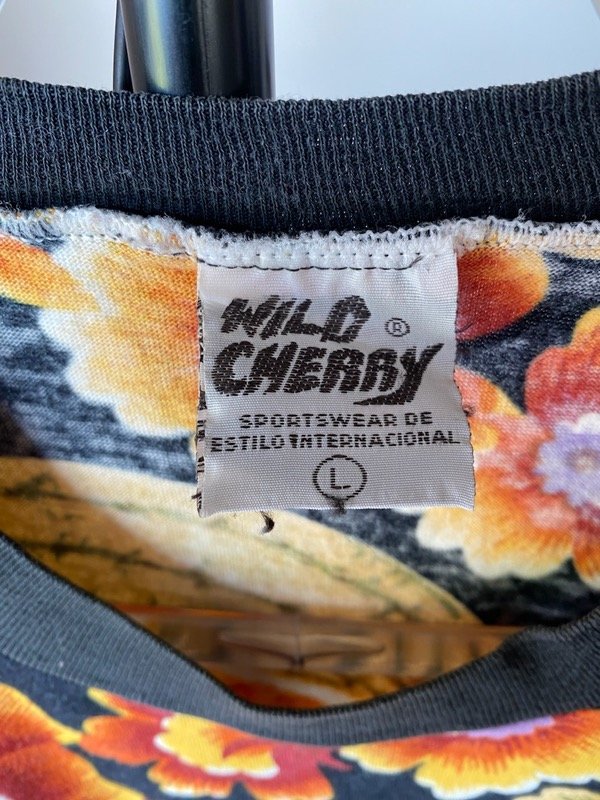 WILD ®
CHERRY
SPORTSWEAR DE
ESTILO INTERNACIONAL
L